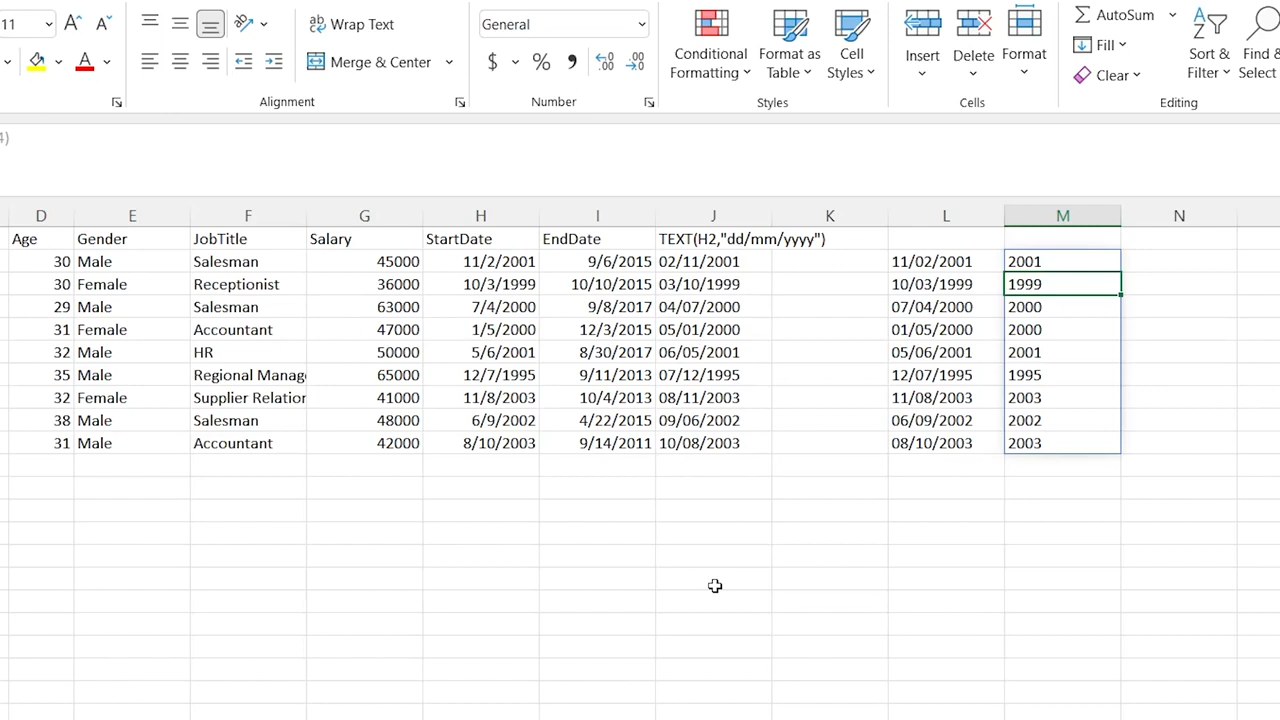 11 Wrap Text General AutoSum
Merge & Center $ % Conditional Formatting Format as Table Cell Styles Insert Delete Format Fill Sort & Filter Find & Select
Clear
Alignment Number Styles Cells Editing
4)
D E F G H I J K L M N
Age Gender JobTitle Salary StartDate EndDate TEXT(H2,"dd/mm/yyyy")
30 Male Salesman 45000 11/2/2001 9/6/2015 02/11/2001 11/02/2001 2001
30 Female Receptionist 36000 10/3/1999 10/10/2015 03/10/1999 10/03/1999 1999
29 Male Salesman 63000 7/4/2000 9/8/2017 04/07/2000 07/04/2000 2000
31 Female Accountant 47000 1/5/2000 12/3/2015 05/01/2000 01/05/2000 2000
32 Male HR 50000 5/6/2001 8/30/2017 06/05/2001 05/06/2001 2001
35 Male Regional Manag 65000 12/7/1995 9/11/2013 07/12/1995 12/07/1995 1995
32 Female Supplier Relation 41000 11/8/2003 10/4/2013 08/11/2003 11/08/2003 2003
38 Male Salesman 48000 6/9/2002 4/22/2015 09/06/2002 06/09/2002 2002
31 Male Accountant 42000 8/10/2003 9/14/2011 10/08/2003 08/10/2003 2003